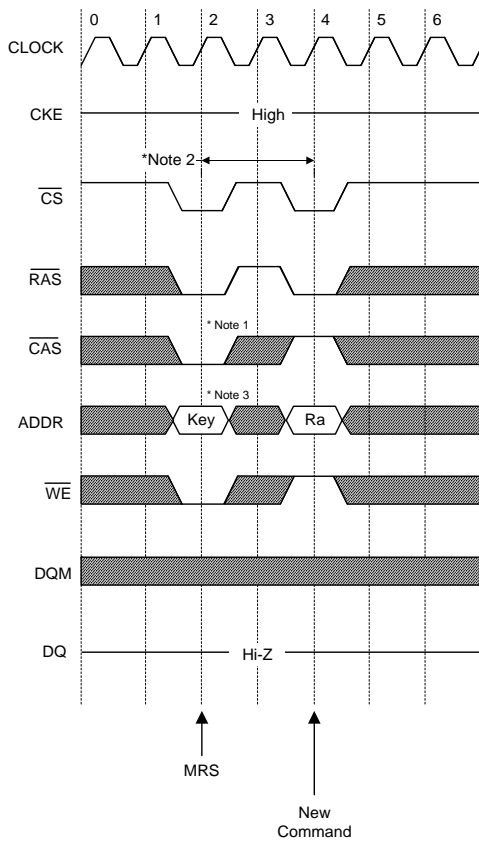 0 1 2 3 4 5 6
CLOCK
CKE High
*Note 2
CS
RAS
* Note 1
CAS
* Note 3
ADDR Key Ra
WE
DQM
DQ Hi-Z
MRS
New
Command